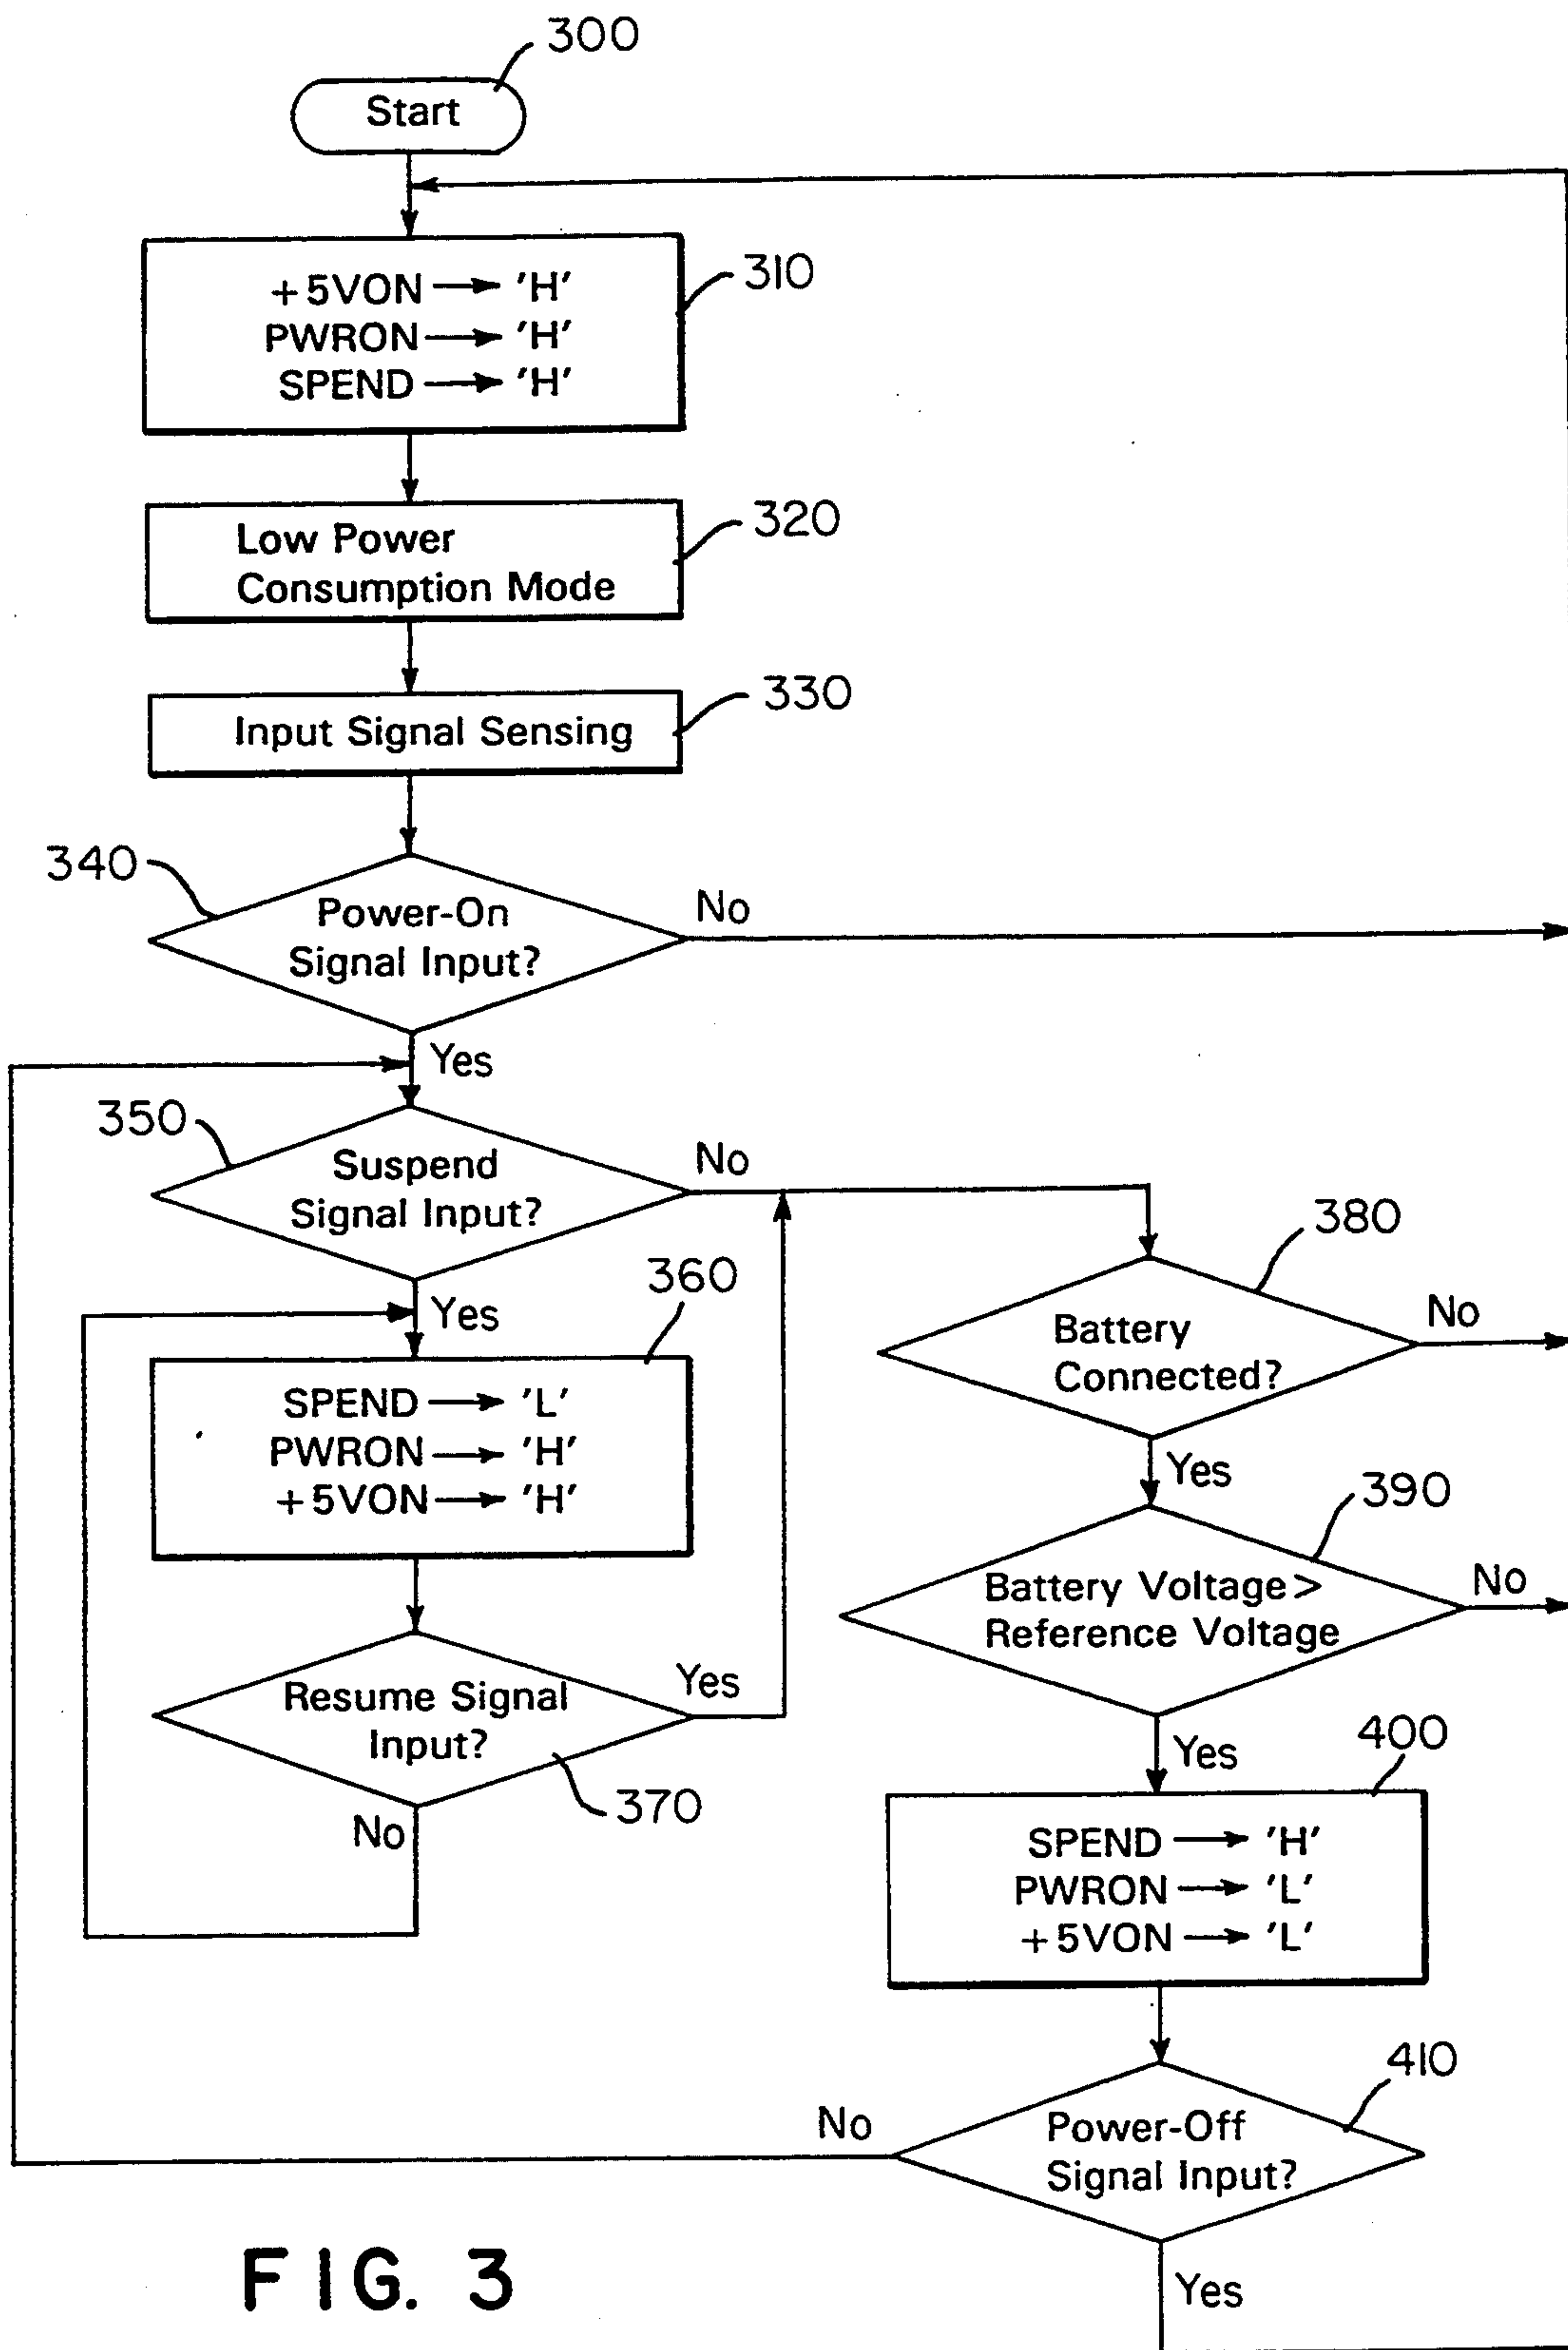 300
Start
+5VON → 'H'
PWRON → 'H'
SPEND → 'H'
310
Low Power
Consumption Mode
320
Input Signal Sensing
330
340
Power-On
Signal Input?
No
Yes
350
Suspend
Signal Input?
No
Yes
360
SPEND → 'L'
PWRON → 'H'
+5VON → 'H'
Resume Signal
Input?
Yes
370
No
380
Battery
Connected?
No
Yes
390
Battery Voltage >
Reference Voltage
No
Yes
400
SPEND → 'H'
PWRON → 'L'
+5VON → 'L'
410
Power-Off
Signal Input?
No
Yes
FIG. 3